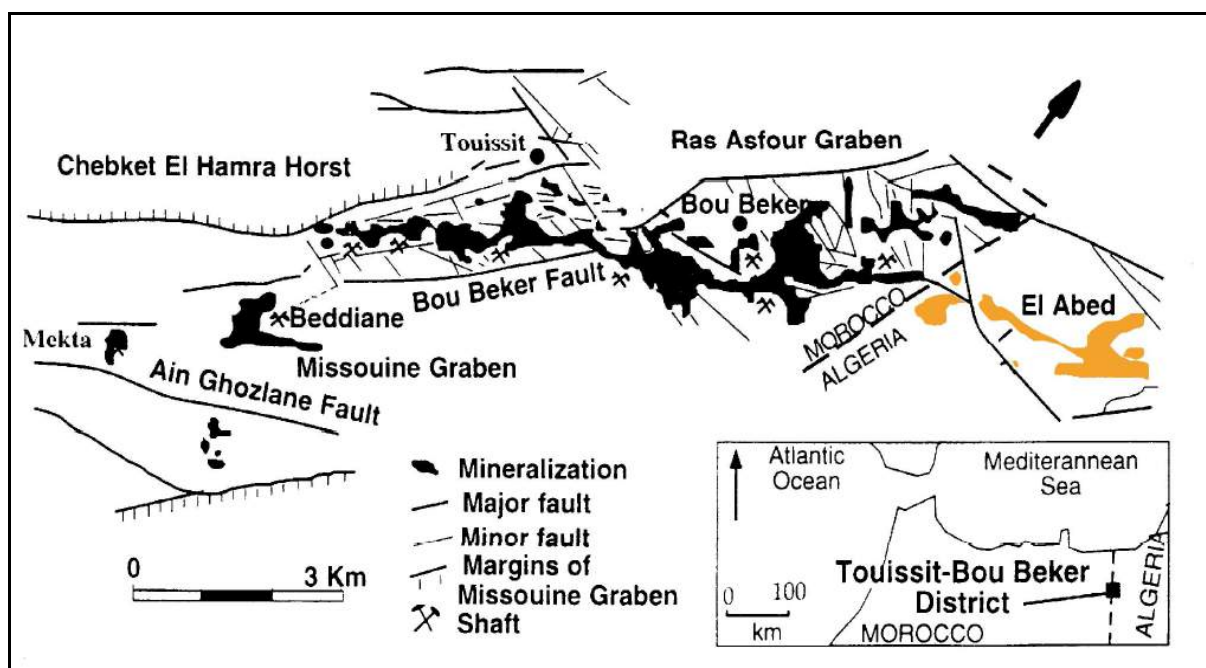 Touissit
Chebket El Hamra Horst
Ras Asfour Graben
Bou Beker
Bou Beker Fault
El Abed
MOROCCO
ALGERIA
Beddiane
Mekta
Missouine Graben
Ain Ghozlane Fault
Mineralization
Major fault
Minor fault
Margins of
Missouine Graben
Shaft
0 3 Km
Atlantic
Ocean
Mediterannean
Sea
Touissit-Bou Beker
District
0 100
km
MOROCCO
ALGERIA